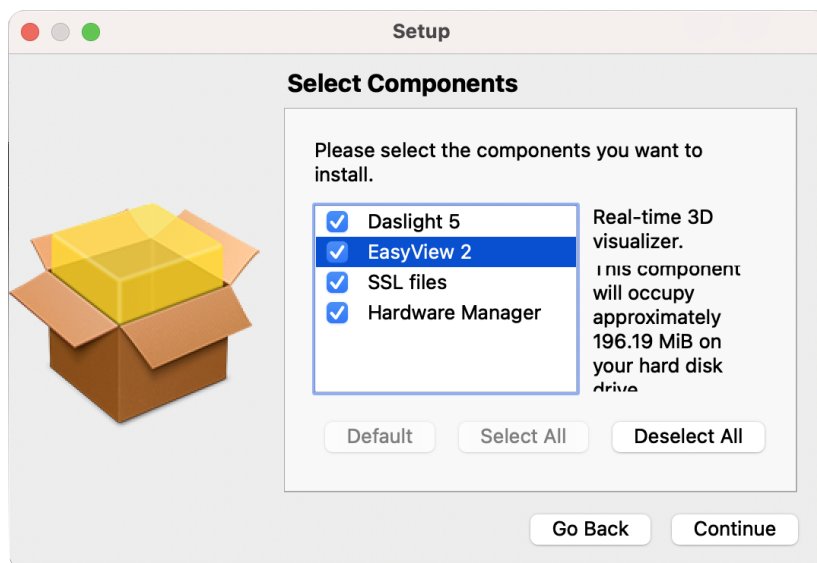 Setup
Select Components
Please select the components you want to
install.
Daslight 5
EasyView 2
SSL files
Hardware Manager
Real-time 3D
visualizer.
This component
will occupy
approximately
196.19 MiB on
your hard disk
drive
Default
Select All
Deselect All
Go Back
Continue